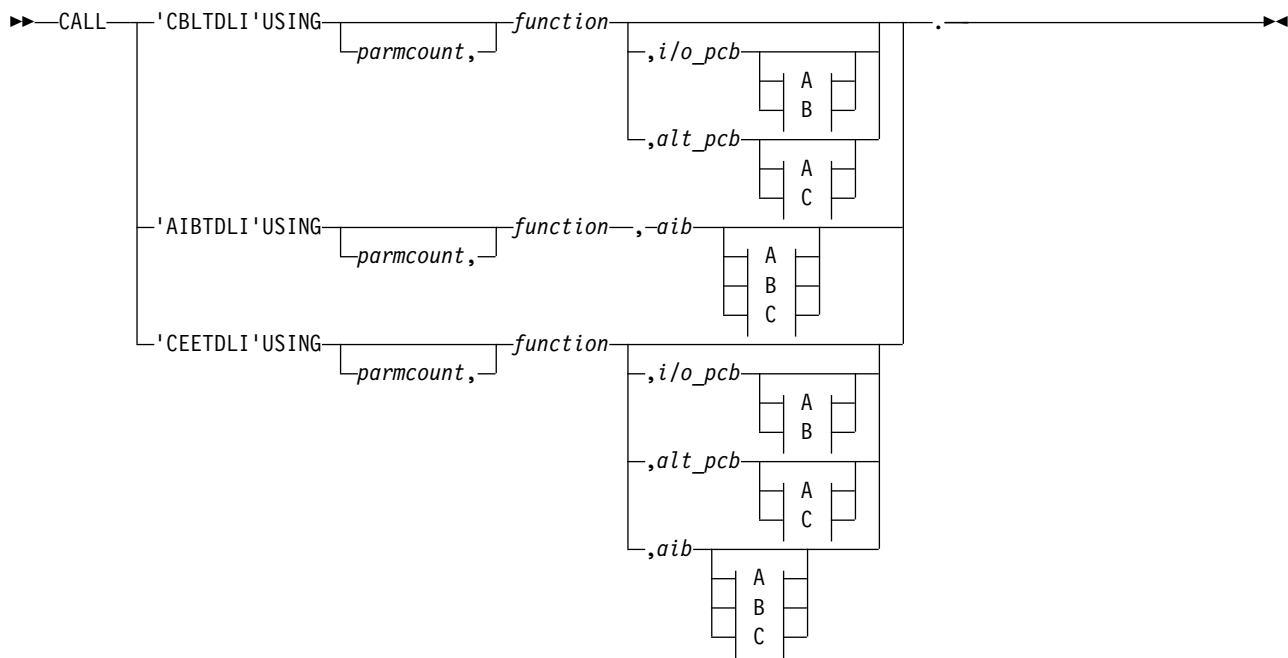 CALL 'CBLTDLI'USING parmcount, function
,i/o_pcb
A
B
,alt_pcb
A
C
.
'AIBTDLI'USING parmcount, function , aib
A
B
C
'CEETDLI'USING parmcount, function
,i/o_pcb
A
B
,alt_pcb
A
C
,aib
A
B
C